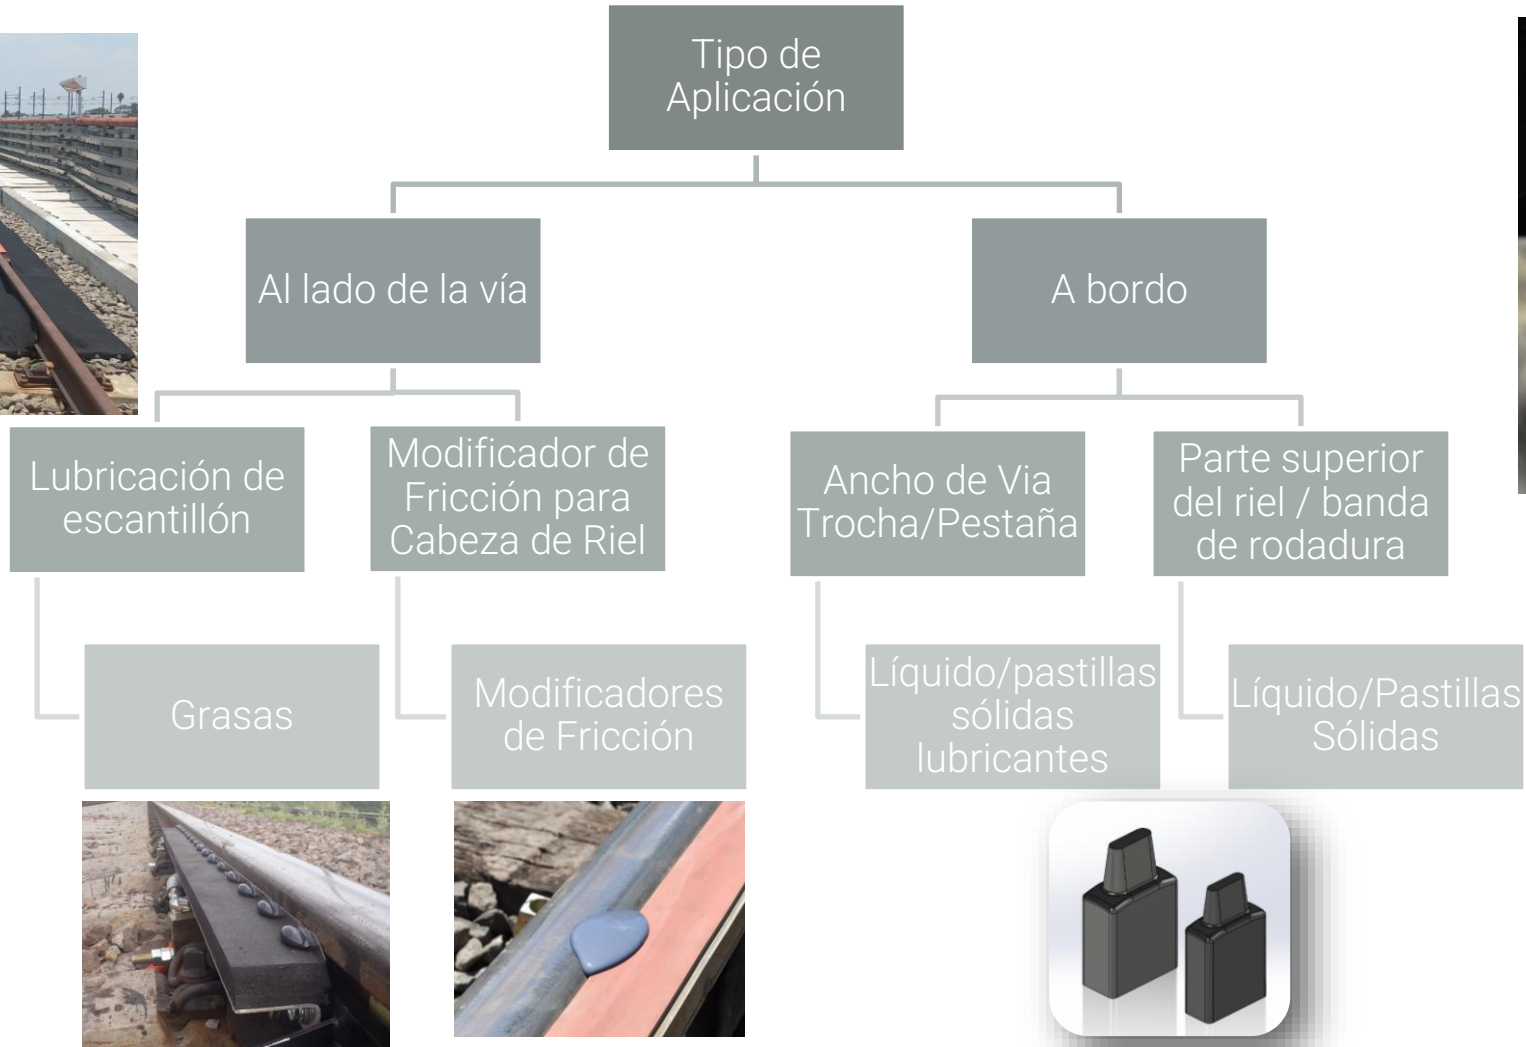 Tipo de
Aplicación
Al lado de la vía
A bordo
Lubricación de
escantillón
Modificador de
Fricción para
Cabeza de Riel
Ancho de Via
Trocha/Pestaña
Parte superior
del riel / banda
de rodadura
Grasas
Modificadores
de Fricción
Líquido/pastillas
sólidas
lubricantes
Líquido/Pastillas
Sólidas